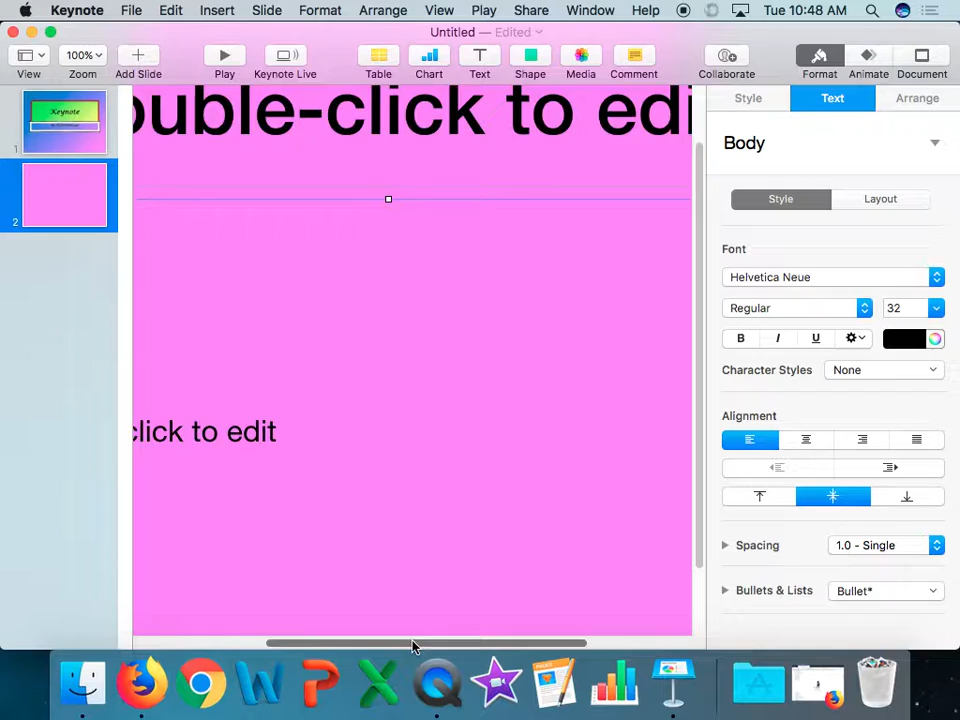 Keynote File Edit Insert Slide Format Arrange View Play Share Window Help Tue 10:48 AM
Untitled — Edited
100%
View Zoom Add Slide Play Keynote Live Table Chart Text Shape Media Comment Collaborate Format Animate Document
Style Text Arrange
Keynote
1
2
ouble-click to edi
click to edit
Body
Style Layout
Font
Helvetica Neue
Regular 32
B I U
Character Styles None
Alignment
Spacing 1.0 - Single
Bullets & Lists Bullet*